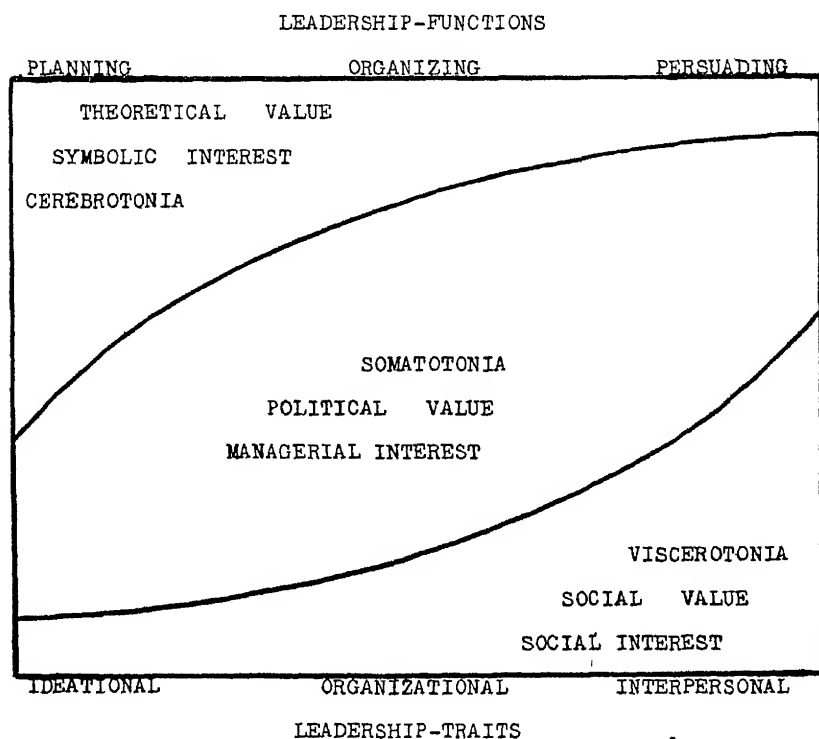 LEADERSHIP-FUNCTIONS
PLANNING ORGANIZING PERSUADING
THEORETICAL VALUE
SYMBOLIC INTEREST
CEREBROTONIA
SOMATOTONIA
POLITICAL VALUE
MANAGERIAL INTEREST
VISCEROTONIA
SOCIAL VALUE
SOCIAL INTEREST
IDEATIONAL ORGANIZATIONAL INTERPERSONAL
LEADERSHIP-TRAITS